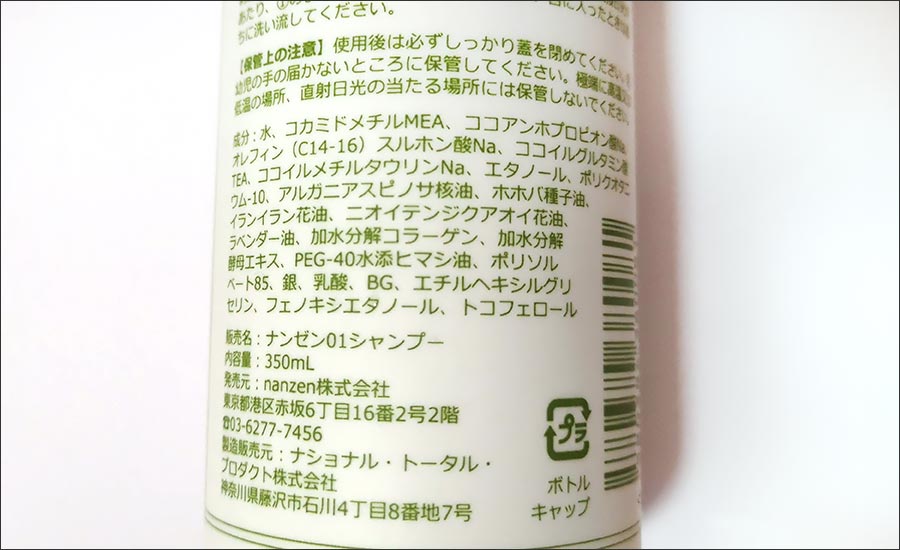 あたり、
ちに洗い流してください。
【保管上の注意】使用後は必ずしっかり蓋を閉めてください。
幼児の手の届かないところに保管してください。極端に高温
低温の場所、直射日光の当たる場所には保管しないでください。
成分：水、コカミドメチルMEA、ココアンホプロピオン酸Na、
オレフィン（C14-16）スルホン酸Na、ココイルグルタミン酸
TEA、ココイルメチルタウリンNa、エタノール、ポリクオタニ
ウム-10、アルガニアスピノサ核油、ホホバ種子油、
イランイラン花油、ニオイテンジクアオイ花油、
ラベンダー油、加水分解コラーゲン、加水分解
酵母エキス、PEG-40水添ヒマシ油、ポリソル
ベート85、銀、乳酸、BG、エチルヘキシルグリ
セリン、フェノキシエタノール、トコフェロール
販売名：ナンゼン01シャンプー
内容量：350mL
発売元：nanzen株式会社
東京都港区赤坂6丁目16番2号2階
☎03-6277-7456
製造販売元：ナショナル・トータル・
プロダクト株式会社
神奈川県藤沢市石川4丁目8番地7号
プラ
ボトル
キャップ